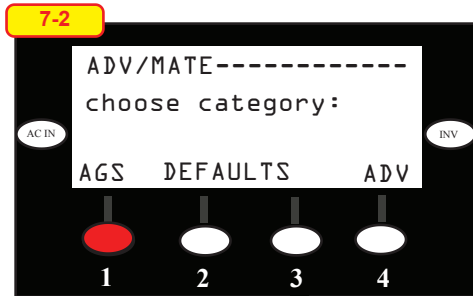 7-2
ADV/MATE------------
choose category:
AC IN
INV
AGS DEFAULTS ADV
1 2 3 4